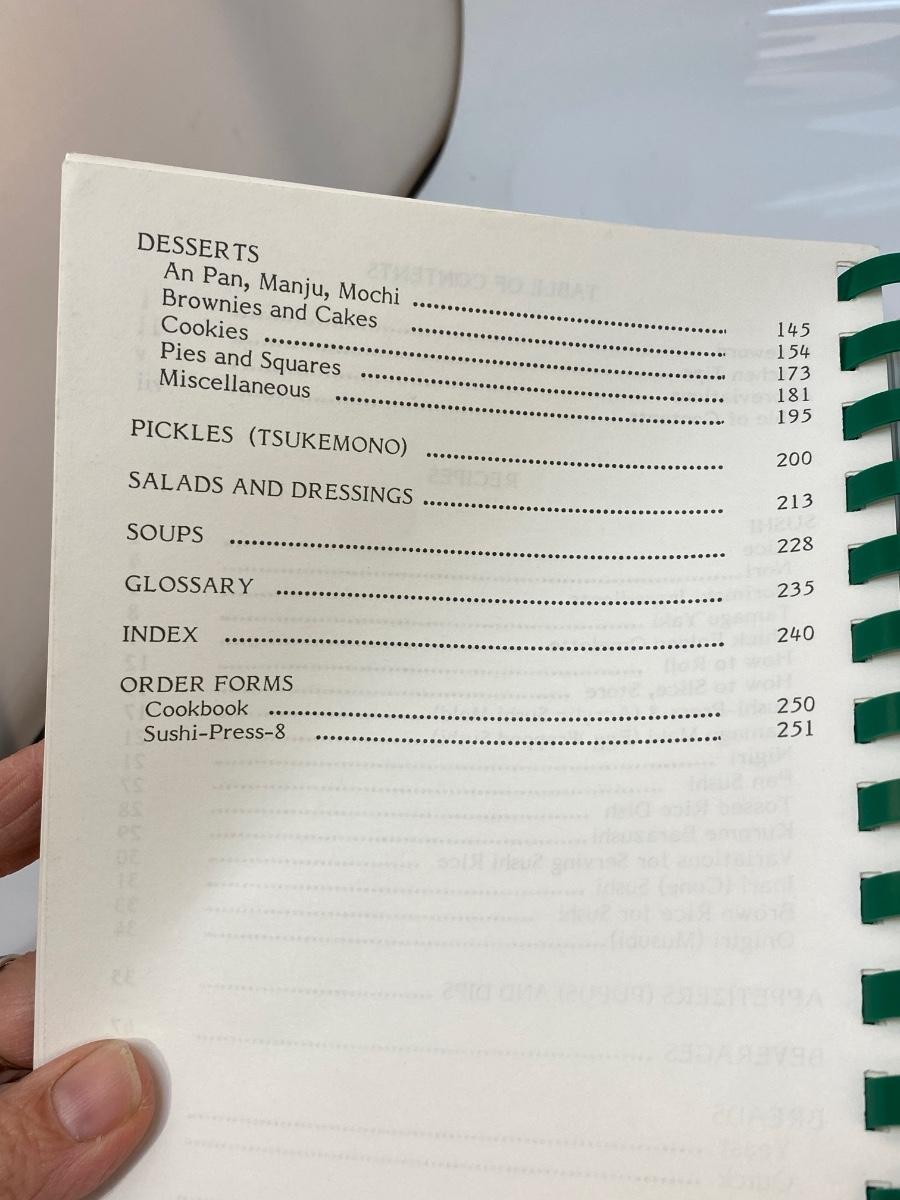 DESSERTS
An Pan, Manju, Mochi ........................................ 145
Brownies and Cakes ........................................ 154
Cookies ........................................ 173
Pies and Squares ........................................ 181
Miscellaneous ........................................ 195
PICKLES (TSUKEMONO) ........................................ 200
SALADS AND DRESSINGS ........................................ 213
SOUPS ........................................ 228
GLOSSARY ........................................ 235
INDEX ........................................ 240
ORDER FORMS
Cookbook ........................................ 250
Sushi-Press-8 ........................................ 251